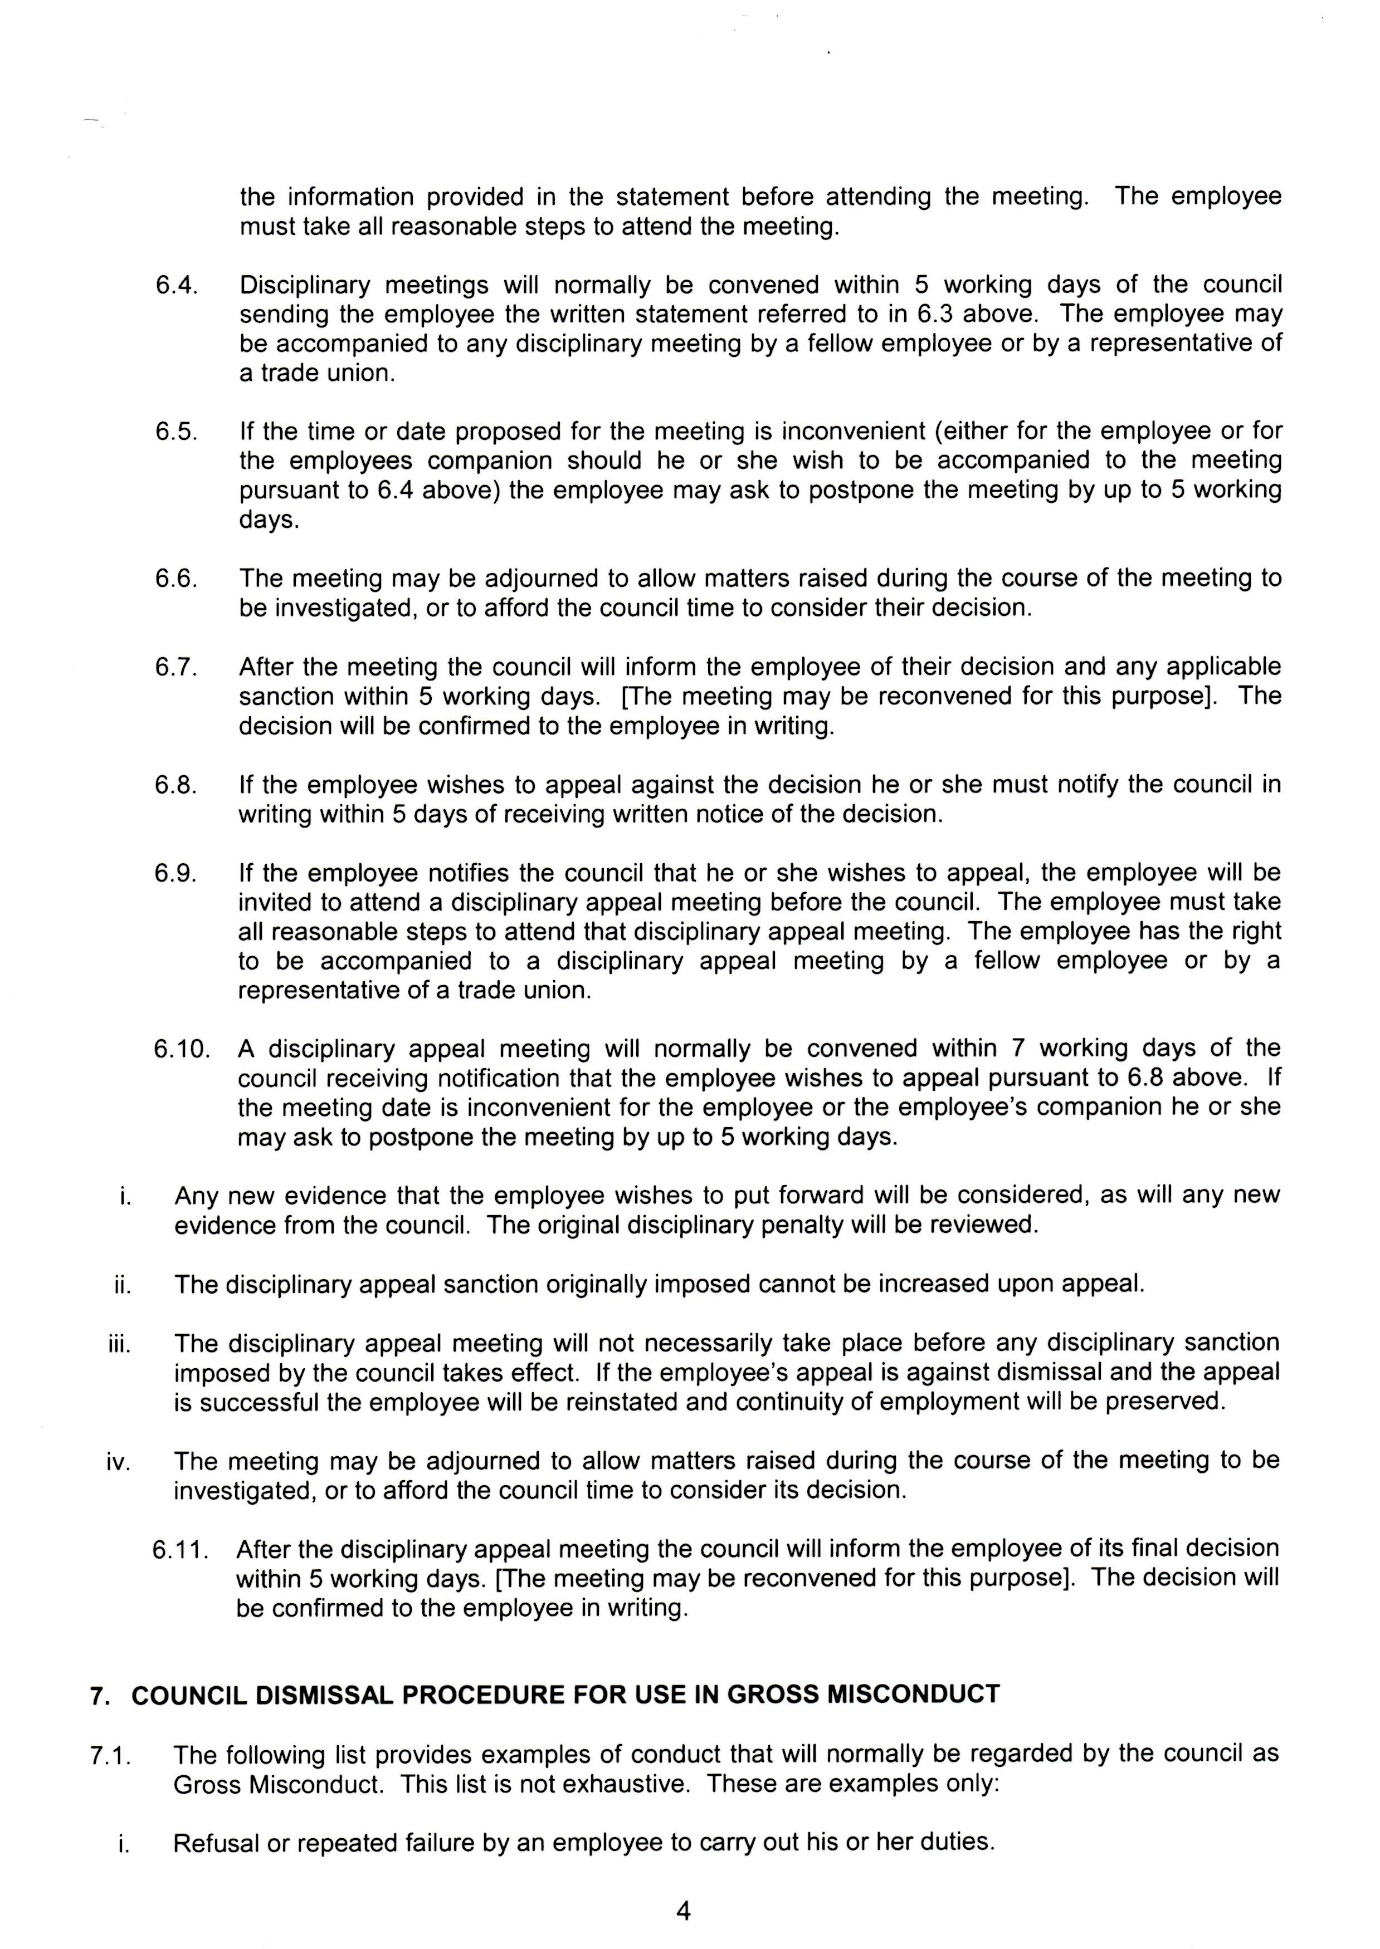 the information provided in the statement before attending the meeting. The employee
must take all reasonable steps to attend the meeting.
6.4. Disciplinary meetings will normally be convened within 5 working days of the council
sending the employee the written statement referred to in 6.3 above. The employee may
be accompanied to any disciplinary meeting by a fellow employee or by a representative of
a trade union.
6.5. If the time or date proposed for the meeting is inconvenient (either for the employee or for
the employees companion should he or she wish to be accompanied to the meeting
pursuant to 6.4 above) the employee may ask to postpone the meeting by up to 5 working
days.
6.6. The meeting may be adjourned to allow matters raised during the course of the meeting to
be investigated, or to afford the council time to consider their decision.
6.7. After the meeting the council will inform the employee of their decision and any applicable
sanction within 5 working days. [The meeting may be reconvened for this purpose]. The
decision will be confirmed to the employee in writing.
6.8. If the employee wishes to appeal against the decision he or she must notify the council in
writing within 5 days of receiving written notice of the decision.
6.9. If the employee notifies the council that he or she wishes to appeal, the employee will be
invited to attend a disciplinary appeal meeting before the council. The employee must take
all reasonable steps to attend that disciplinary appeal meeting. The employee has the right
to be accompanied to a disciplinary appeal meeting by a fellow employee or by a
representative of a trade union.
6.10. A disciplinary appeal meeting will normally be convened within 7 working days of the
council receiving notification that the employee wishes to appeal pursuant to 6.8 above. If
the meeting date is inconvenient for the employee or the employee's companion he or she
may ask to postpone the meeting by up to 5 working days.
i. Any new evidence that the employee wishes to put forward will be considered, as will any new
evidence from the council. The original disciplinary penalty will be reviewed.
ii. The disciplinary appeal sanction originally imposed cannot be increased upon appeal.
iii. The disciplinary appeal meeting will not necessarily take place before any disciplinary sanction
imposed by the council takes effect. If the employee's appeal is against dismissal and the appeal
is successful the employee will be reinstated and continuity of employment will be preserved.
iv. The meeting may be adjourned to allow matters raised during the course of the meeting to be
investigated, or to afford the council time to consider its decision.
6.11. After the disciplinary appeal meeting the council will inform the employee of its final decision
within 5 working days. [The meeting may be reconvened for this purpose]. The decision will
be confirmed to the employee in writing.
7. COUNCIL DISMISSAL PROCEDURE FOR USE IN GROSS MISCONDUCT
7.1. The following list provides examples of conduct that will normally be regarded by the council as
Gross Misconduct. This list is not exhaustive. These are examples only:
i. Refusal or repeated failure by an employee to carry out his or her duties.
4